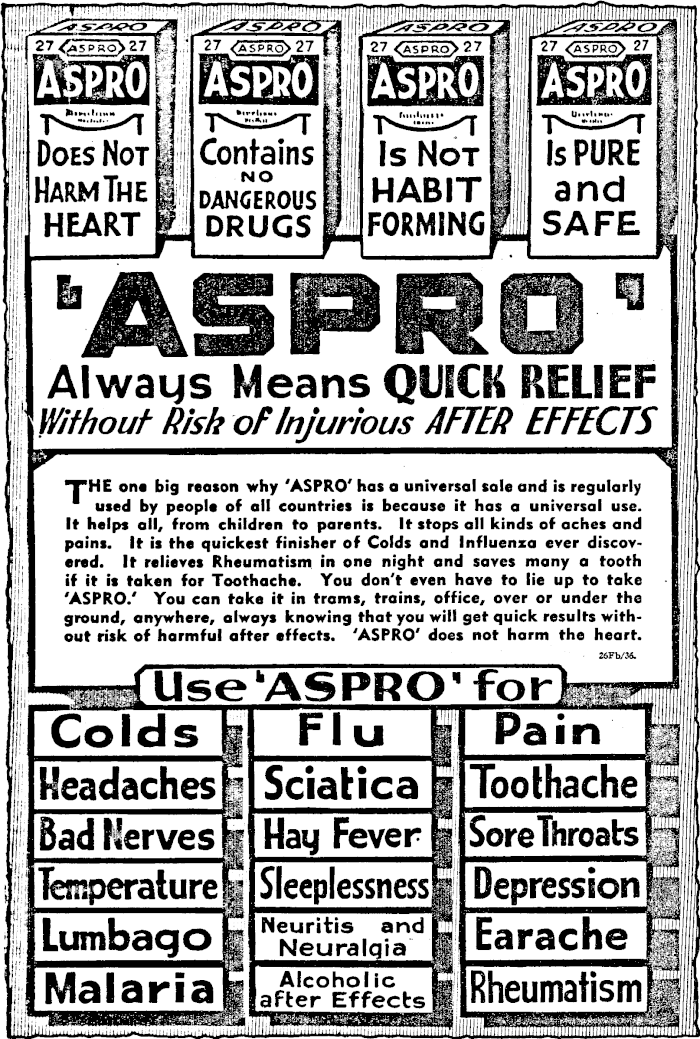 ASPRO ASPRO ASPRO ASPRO
27 ASPRO 27 27 ASPRO 27 27 ASPRO 27 27 ASPRO 27
ASPRO ASPRO ASPRO ASPRO
DOES NOT
HARM THE
HEART
Contains
NO
DANGEROUS
DRUGS
IS NOT
HABIT
FORMING
Is PURE
and
SAFE
'ASPRO'
Always Means QUICK RELIEF
Without Risk of Injurious AFTER EFFECTS
THE one big reason why 'ASPRO' has a universal sale and is regularly
used by people of all countries is because it has a universal use.
It helps all, from children to parents. It stops all kinds of aches and
pains. It is the quickest finisher of Colds and Influenza ever discov-
ered. It relieves Rheumatism in one night and saves many a tooth
if it is taken for Toothache. You don't even have to lie up to take
'ASPRO.' You can take it in trams, trains, office, over or under the
ground, anywhere, always knowing that you will get quick results with-
out risk of harmful after effects. 'ASPRO' does not harm the heart.
26Fb/36.
Use 'ASPRO' for
Colds
Headaches
Bad Nerves
Temperature
Lumbago
Malaria
Flu
Sciatica
Hay Fever
Sleeplessness
Neuritis and
Neuralgia
Alcoholic
after Effects
Pain
Toothache
Sore Throats
Depression
Earache
Rheumatism